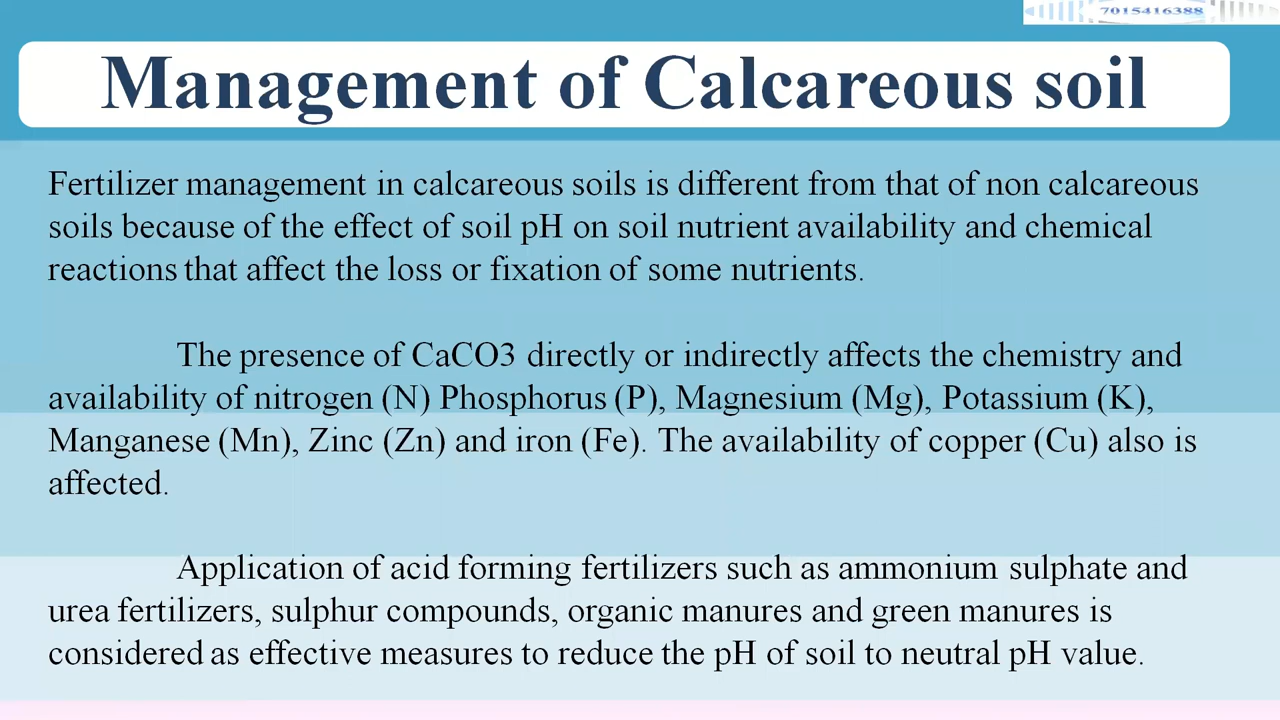 7015416388
Management of Calcareous soil
Fertilizer management in calcareous soils is different from that of non calcareous
soils because of the effect of soil pH on soil nutrient availability and chemical
reactions that affect the loss or fixation of some nutrients.
The presence of CaCO3 directly or indirectly affects the chemistry and
availability of nitrogen (N) Phosphorus (P), Magnesium (Mg), Potassium (K),
Manganese (Mn), Zinc (Zn) and iron (Fe). The availability of copper (Cu) also is
affected.
Application of acid forming fertilizers such as ammonium sulphate and
urea fertilizers, sulphur compounds, organic manures and green manures is
considered as effective measures to reduce the pH of soil to neutral pH value.